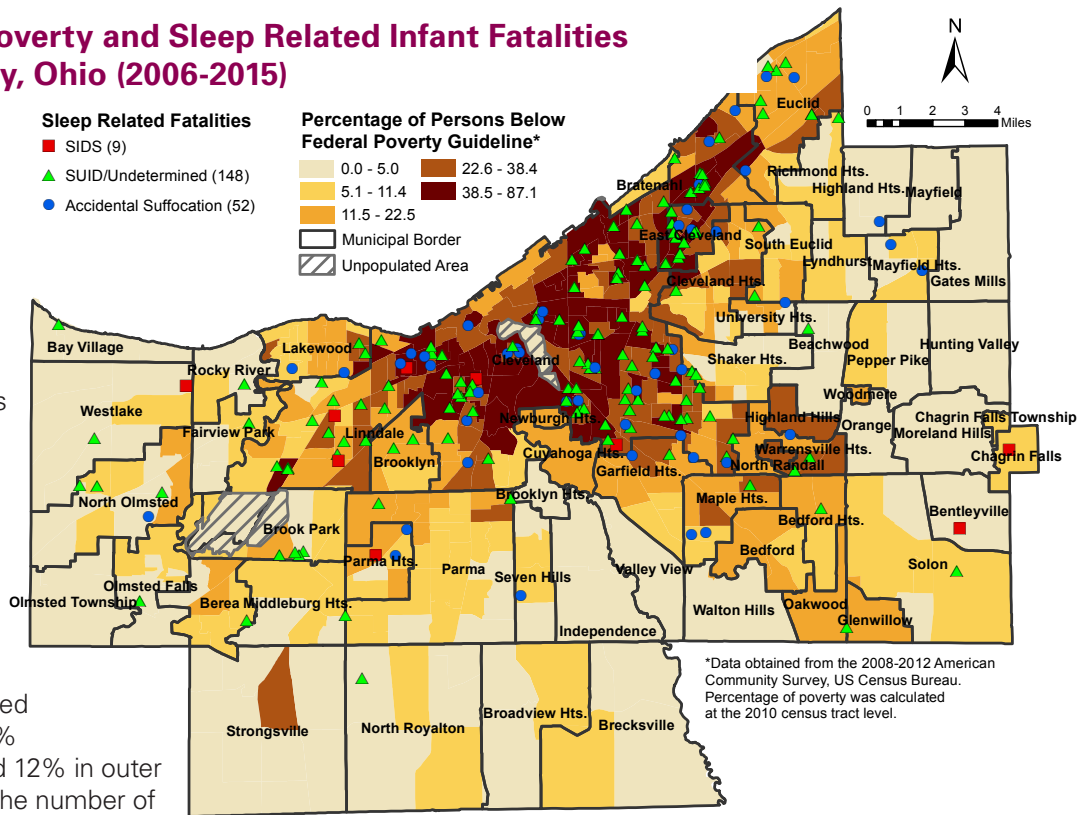 overty and Sleep Related Infant Fatalities
y, Ohio (2006-2015)
Sleep Related Fatalities
SIDS (9)
SUID/Undetermined (148)
Accidental Suffocation (52)
Percentage of Persons Below
Federal Poverty Guideline*
0.0 - 5.0
5.1 - 11.4
11.5 - 22.5
22.6 - 38.4
38.5 - 87.1
Municipal Border
Unpopulated Area
N
0 1 2 3 4
Miles
Euclid
Richmond Hts.
Highland Hts.
Mayfield
Bratenahl
East Cleveland
South Euclid
Lyndhurst
Mayfield Hts.
Gates Mills
Cleveland Hts.
University Hts.
Beachwood
Pepper Pike
Hunting Valley
Shaker Hts.
Bay Village
Lakewood
Rocky River
Cleveland
Woodmere
Westlake
Fairview Park
Linndale
Newburgh Hts.
Highland Hills
Orange
Chagrin Falls Township
Moreland Hills
Chagrin Falls
Brooklyn
Cuyahoga Hts.
Garfield Hts.
Warrensville Hts.
North Randall
North Olmsted
Brooklyn Hts.
Maple Hts.
Bedford Hts.
Bentleyville
Brook Park
Parma Hts.
Parma
Seven Hills
Valley View
Bedford
Solon
Olmsted Falls
Olmsted Township
Berea
Middleburg Hts.
Independence
Walton Hills
Oakwood
Glenwillow
Strongsville
North Royalton
Broadview Hts.
Brecksville
*Data obtained from the 2008-2012 American
Community Survey, US Census Bureau.
Percentage of poverty was calculated
at the 2010 census tract level.
s
ed
%
d 12% in outer
he number of